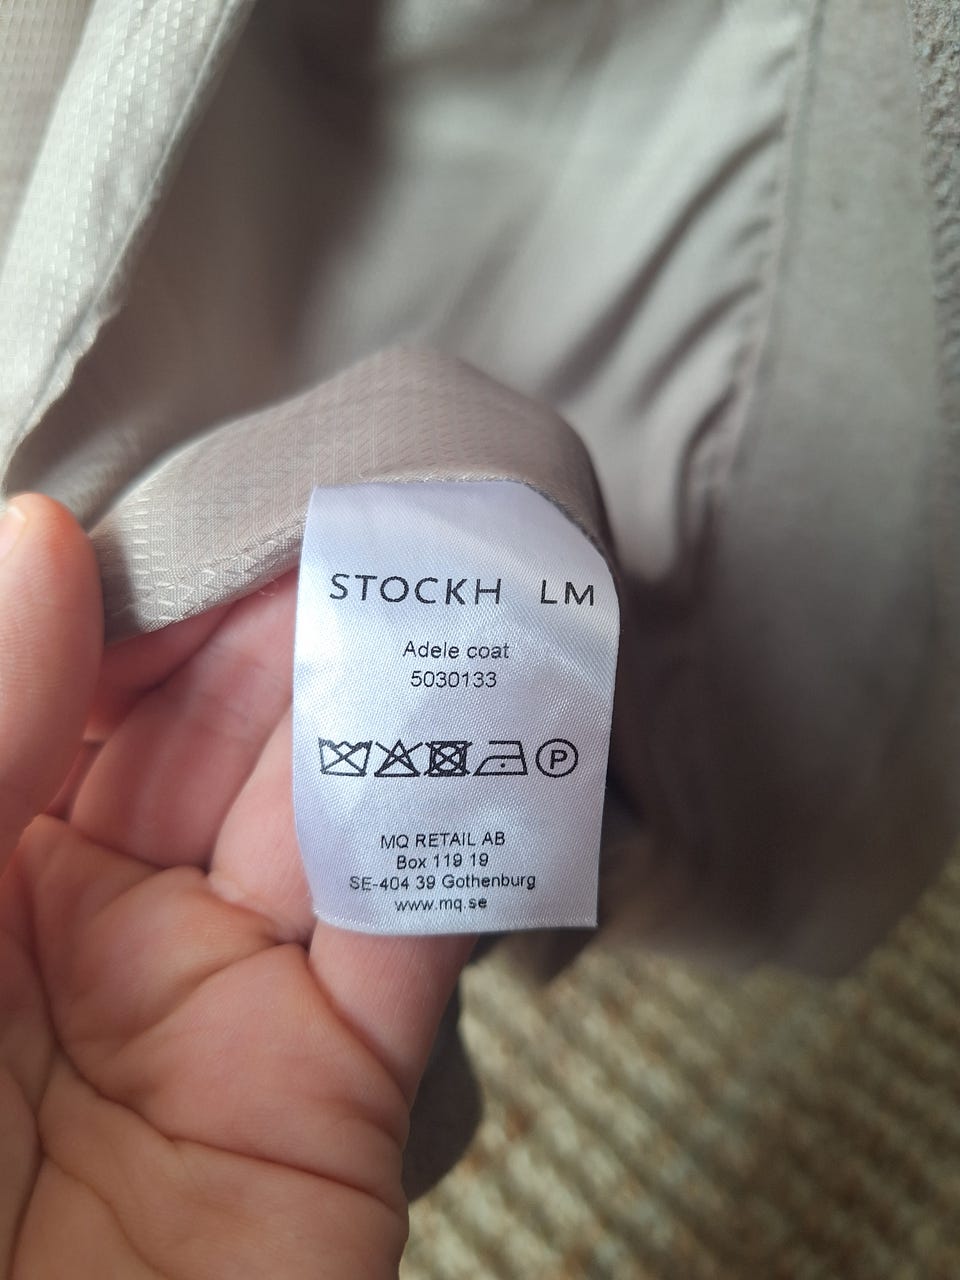 STOCKH LM
Adele coat
5030133
P
MQ RETAIL AB
Box 119 19
SE-404 39 Gothenburg
www.mq.se